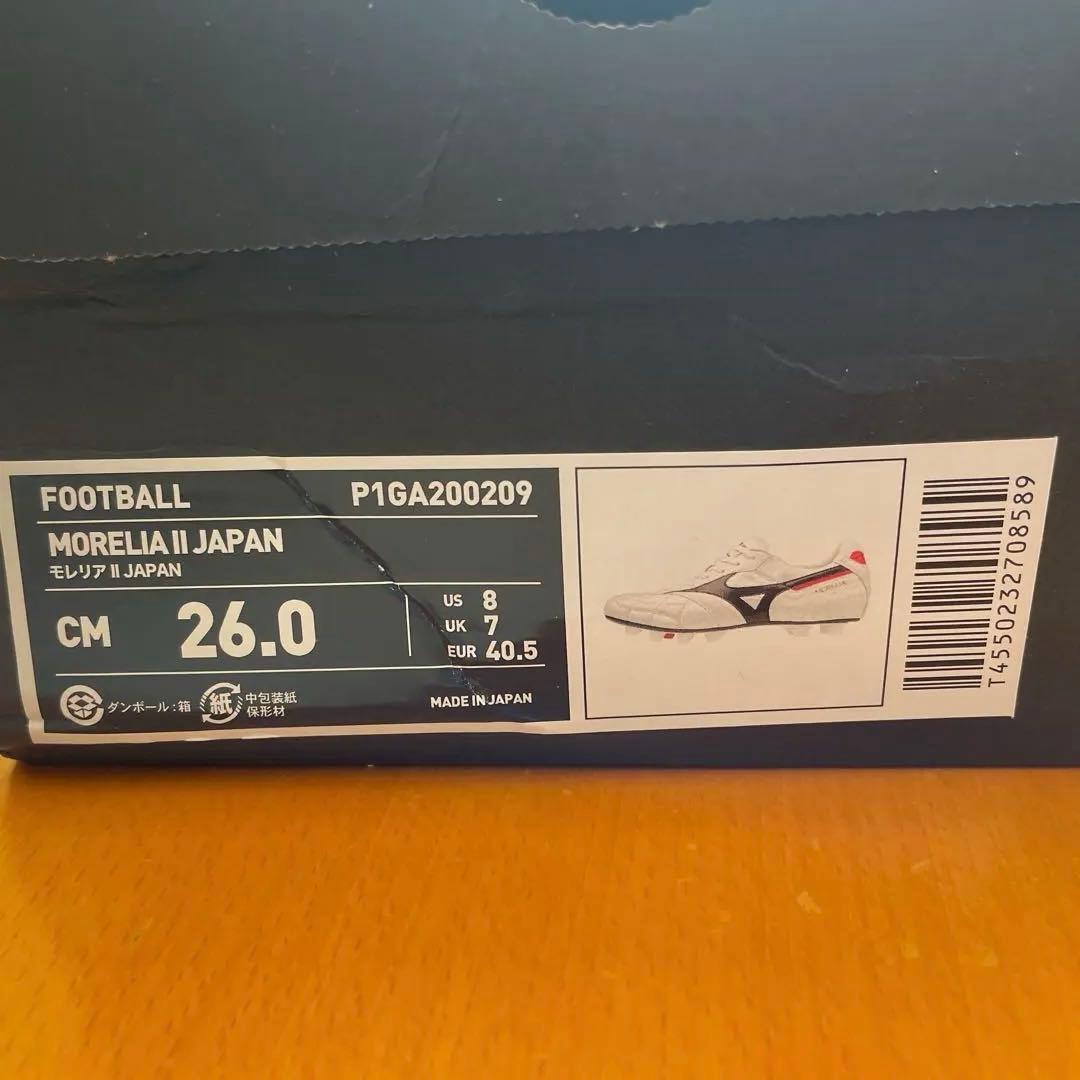 FOOTBALL P1GA200209
MORELIA II JAPAN
モレリア II JAPAN
CM 26.0
US 8
UK 7
EUR 40.5
ダンボール:箱
紙 中包装紙
保形材
MADE IN JAPAN
T4550232708589